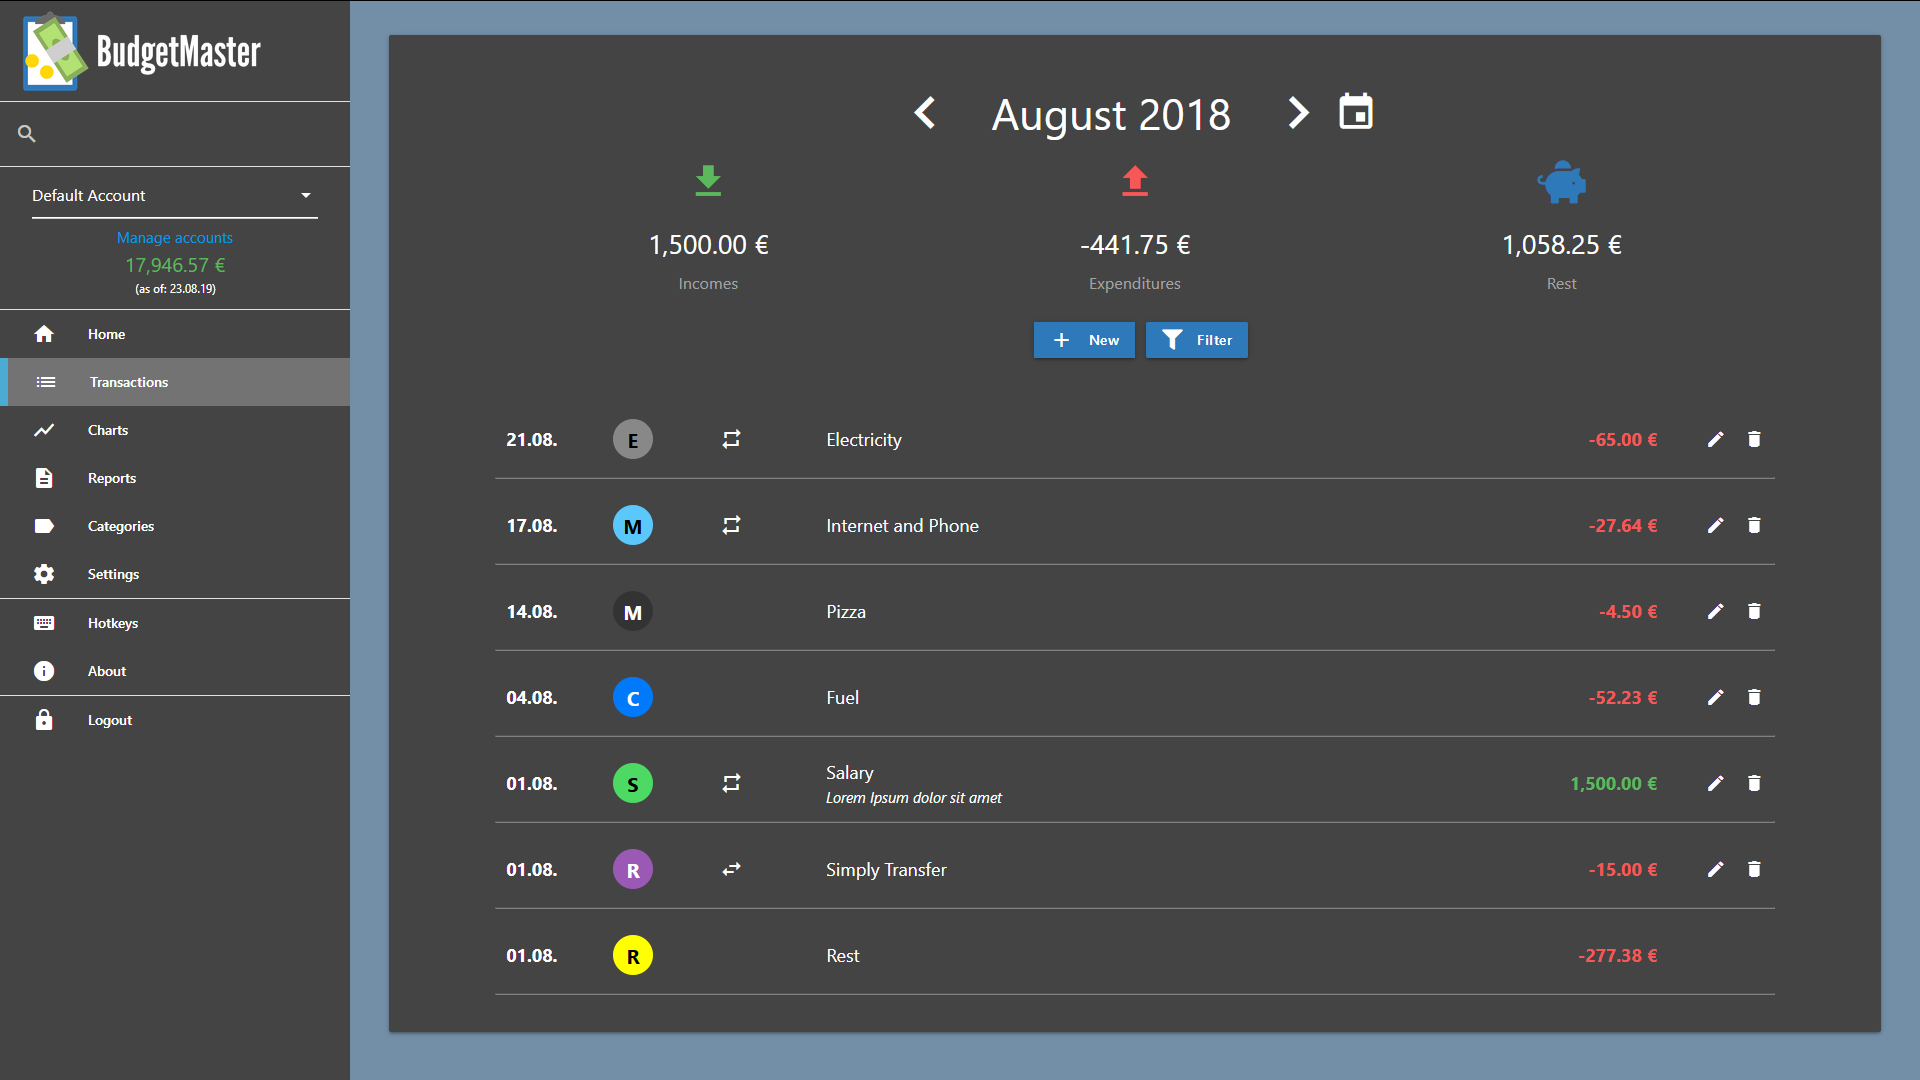 BudgetMaster
Default Account
Manage accounts
17,946.57 €
(as of: 23.08.19)
Home
Transactions
Charts
Reports
Categories
Settings
Hotkeys
About
Logout
August 2018
1,500.00 € -441.75 € 1,058.25 €
Incomes Expenditures Rest
New Filter
21.08. E Electricity -65.00 €
17.08. M Internet and Phone -27.64 €
14.08. M Pizza -4.50 €
04.08. C Fuel -52.23 €
01.08. S Salary 1,500.00 €
Lorem Ipsum dolor sit amet
01.08. R Simply Transfer -15.00 €
01.08. R Rest -277.38 €